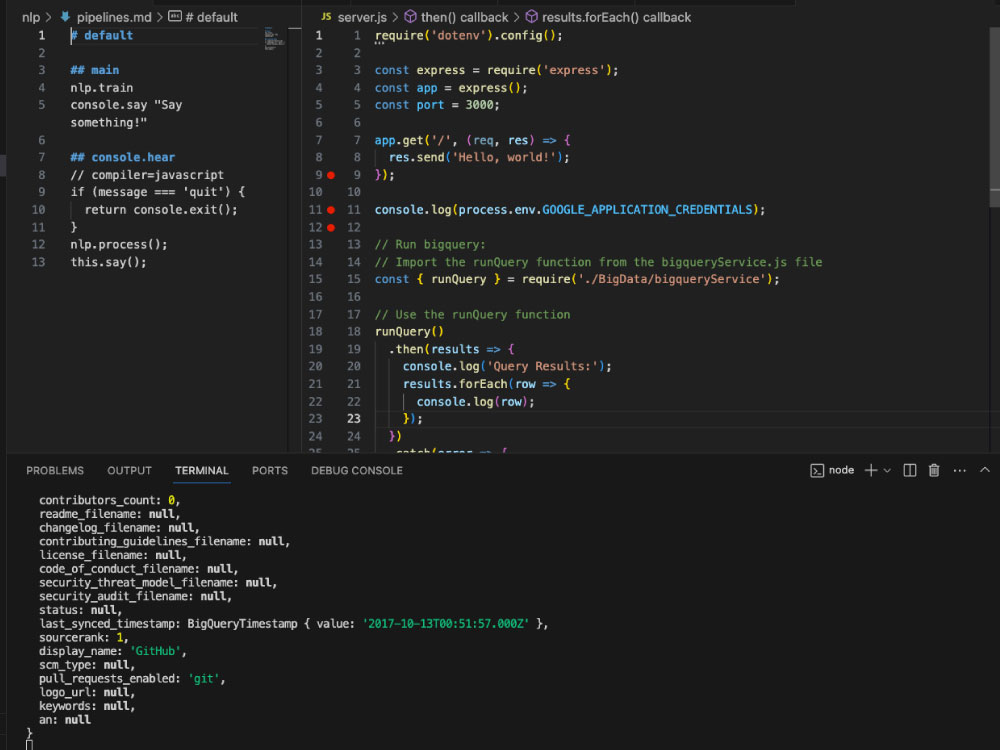 nlp > pipelines.md > # default
1 # default
2
3 ## main
4 nlp.train
5 console.say "Say
something!"
6
7 ## console.hear
8 // compiler=javascript
9 if (message === 'quit') {
10 return console.exit();
11 }
12 nlp.process();
13 this.say();
JS server.js > then() callback > results.forEach() callback
1 1 require('dotenv').config();
2 2
3 3 const express = require('express');
4 4 const app = express();
5 5 const port = 3000;
6 6
7 7 app.get('/', (req, res) => {
8 8 res.send('Hello, world!');
9 9 });
10 10
11 11 console.log(process.env.GOOGLE_APPLICATION_CREDENTIALS);
12 12
13 13 // Run bigquery:
14 14 // Import the runQuery function from the bigqueryService.js file
15 15 const { runQuery } = require('./BigData/bigqueryService');
16 16
17 17 // Use the runQuery function
18 18 runQuery()
19 19 .then(results => {
20 20 console.log('Query Results:');
21 21 results.forEach(row => {
22 22 console.log(row);
23 23 });
24 24 })
25 25 .catch(error => {
PROBLEMS OUTPUT TERMINAL PORTS DEBUG CONSOLE node
contributors_count: 0,
readme_filename: null,
changelog_filename: null,
contributing_guidelines_filename: null,
license_filename: null,
code_of_conduct_filename: null,
security_threat_model_filename: null,
security_audit_filename: null,
status: null,
last_synced_timestamp: BigQueryTimestamp { value: '2017-10-13T00:51:57.000Z' },
sourcerank: 1,
display_name: 'GitHub',
scm_type: null,
pull_requests_enabled: 'git',
logo_url: null,
keywords: null,
an: null
}